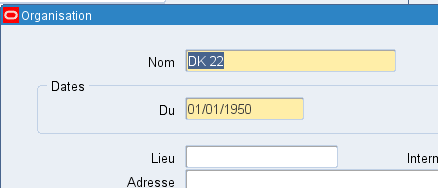 Organisation
Nom DK 22
Dates
Du 01/01/1950
Lieu Intern
Adresse